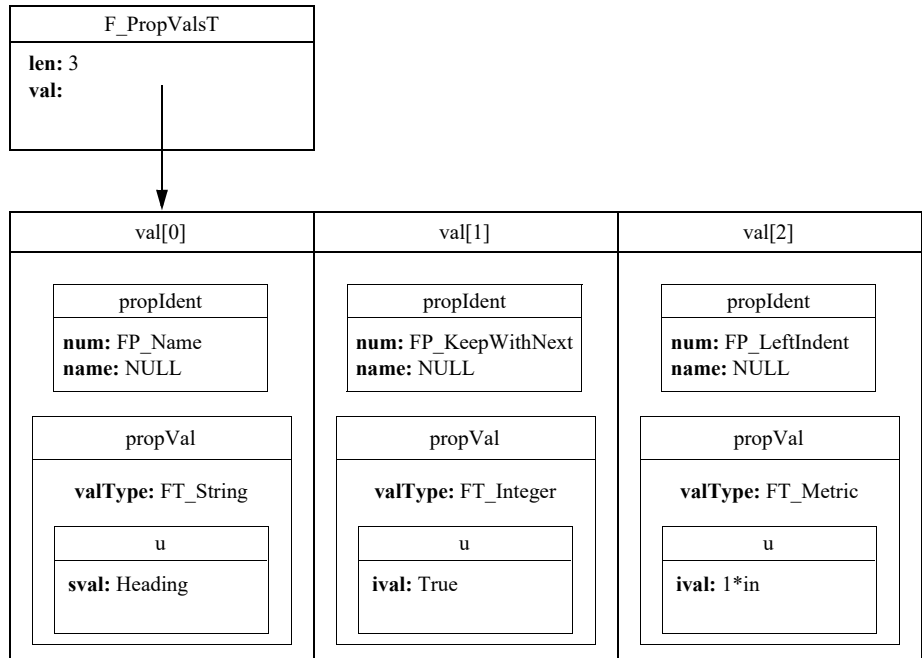 F_PropValsT
len: 3
val:
val[0] val[1] val[2]
propIdent propIdent propIdent
num: FP_Name num: FP_KeepWithNext num: FP_LeftIndent
name: NULL name: NULL name: NULL
propVal propVal propVal
valType: FT_String valType: FT_Integer valType: FT_Metric
u u u
sval: Heading ival: True ival: 1*in